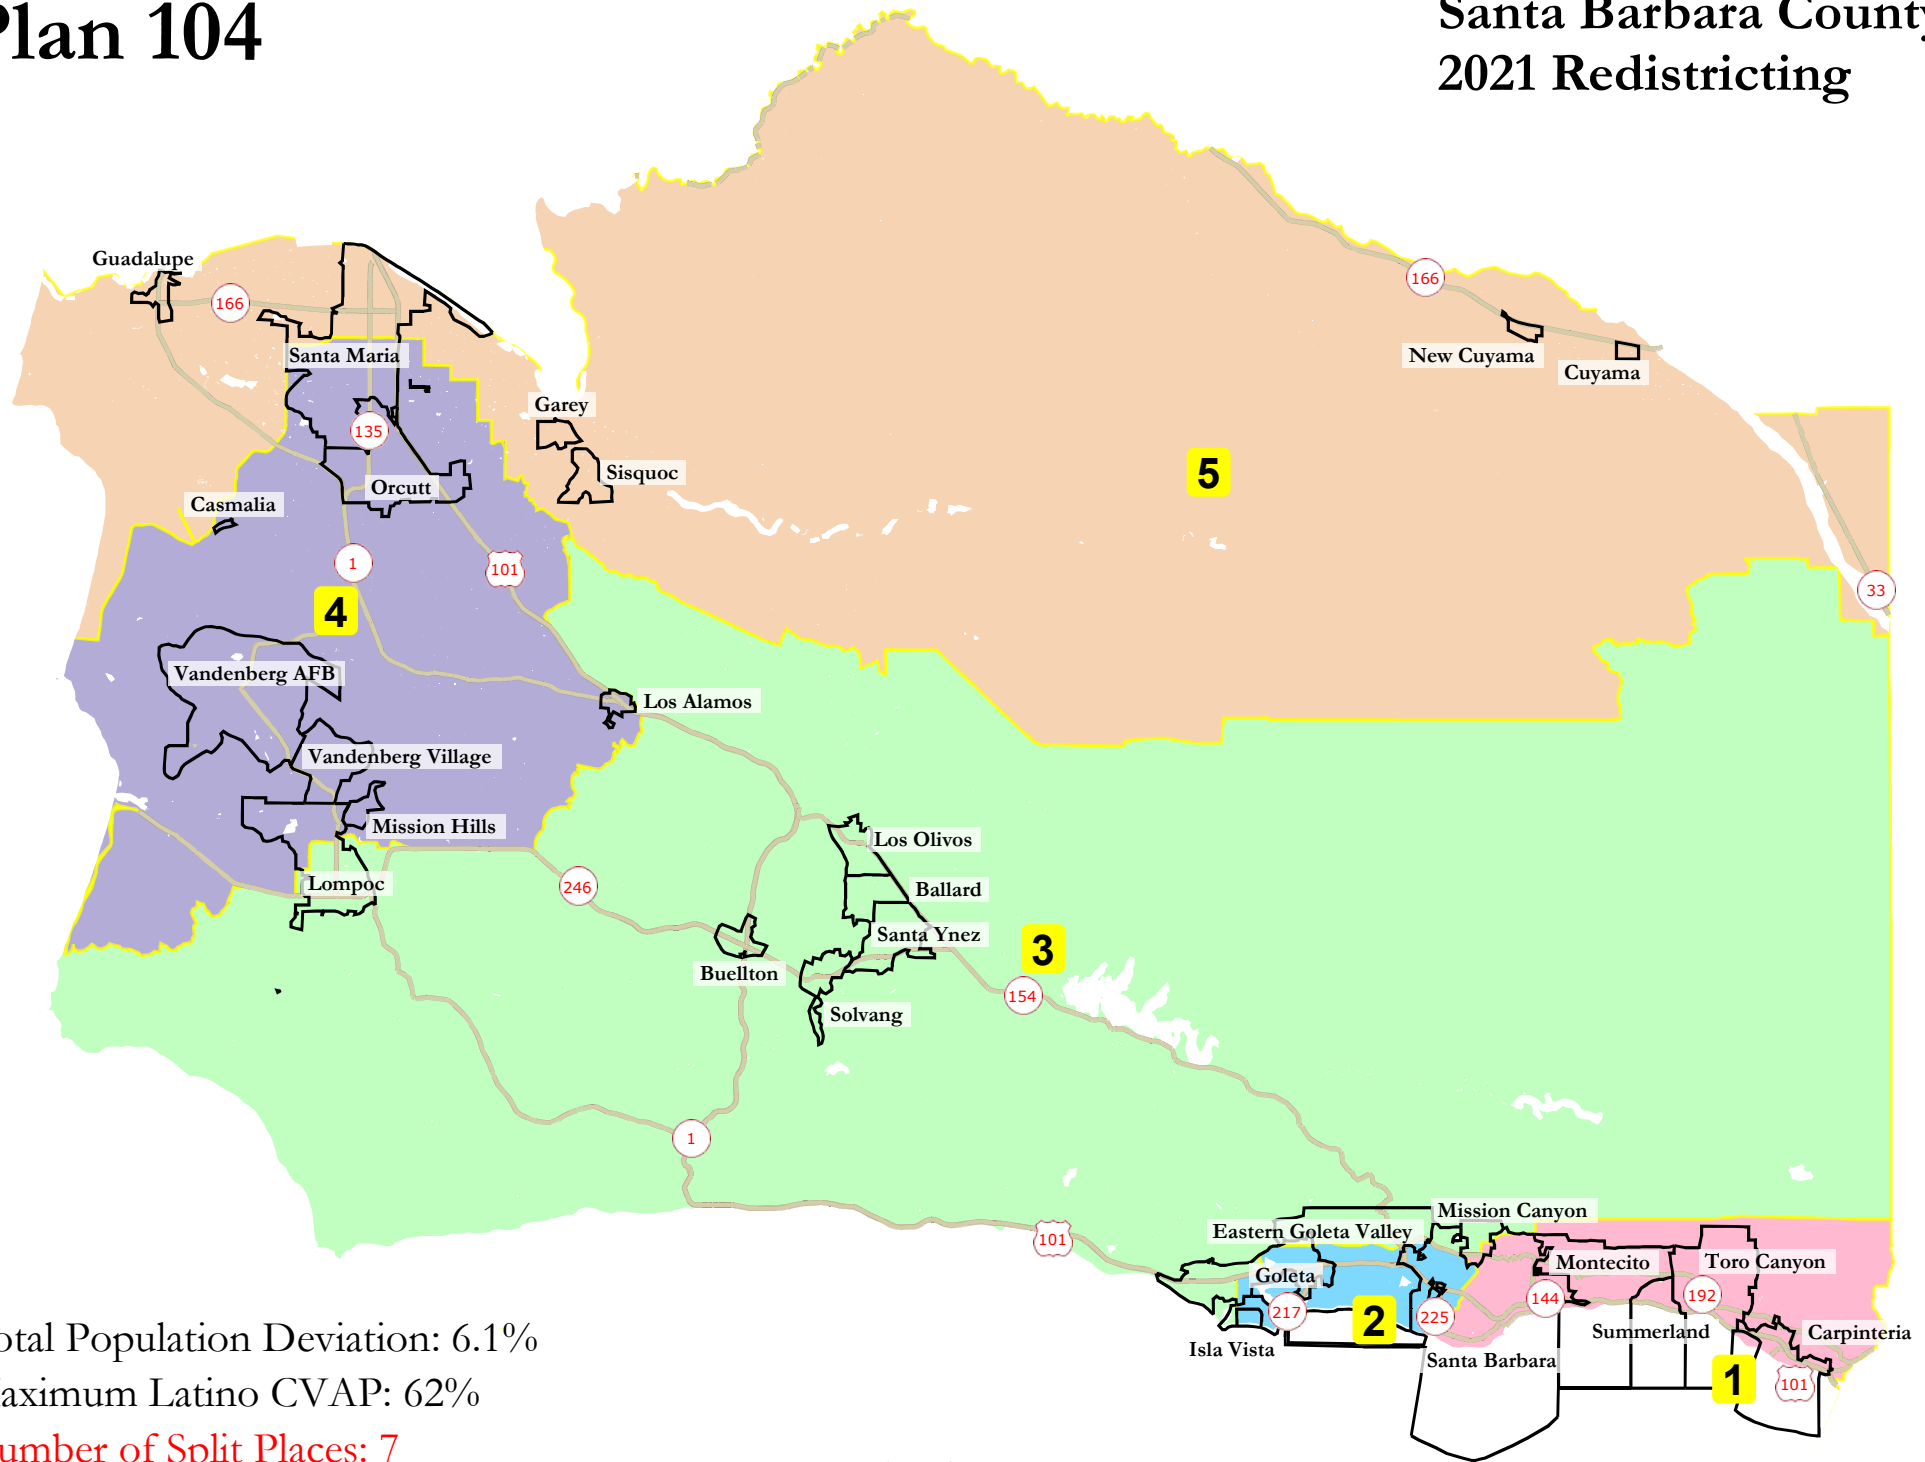 Plan 104
Santa Barbara County
2021 Redistricting
Guadalupe
166
166
Santa Maria
New Cuyama
Cuyama
Garey
135
Sisquoc
5
Orcutt
Casmalia
1
101
33
4
Vandenberg AFB
Los Alamos
Vandenberg Village
Mission Hills
Los Olivos
Lompoc
246
Ballard
Santa Ynez
3
Buellton
154
Solvang
1
Mission Canyon
Eastern Goleta Valley
101
Montecito
Toro Canyon
Goleta
217
2
225
144
192
Isla Vista
Summerland
Carpinteria
Santa Barbara
1
101
otal Population Deviation: 6.1%
aximum Latino CVAP: 62%
umber of Split Places: 7